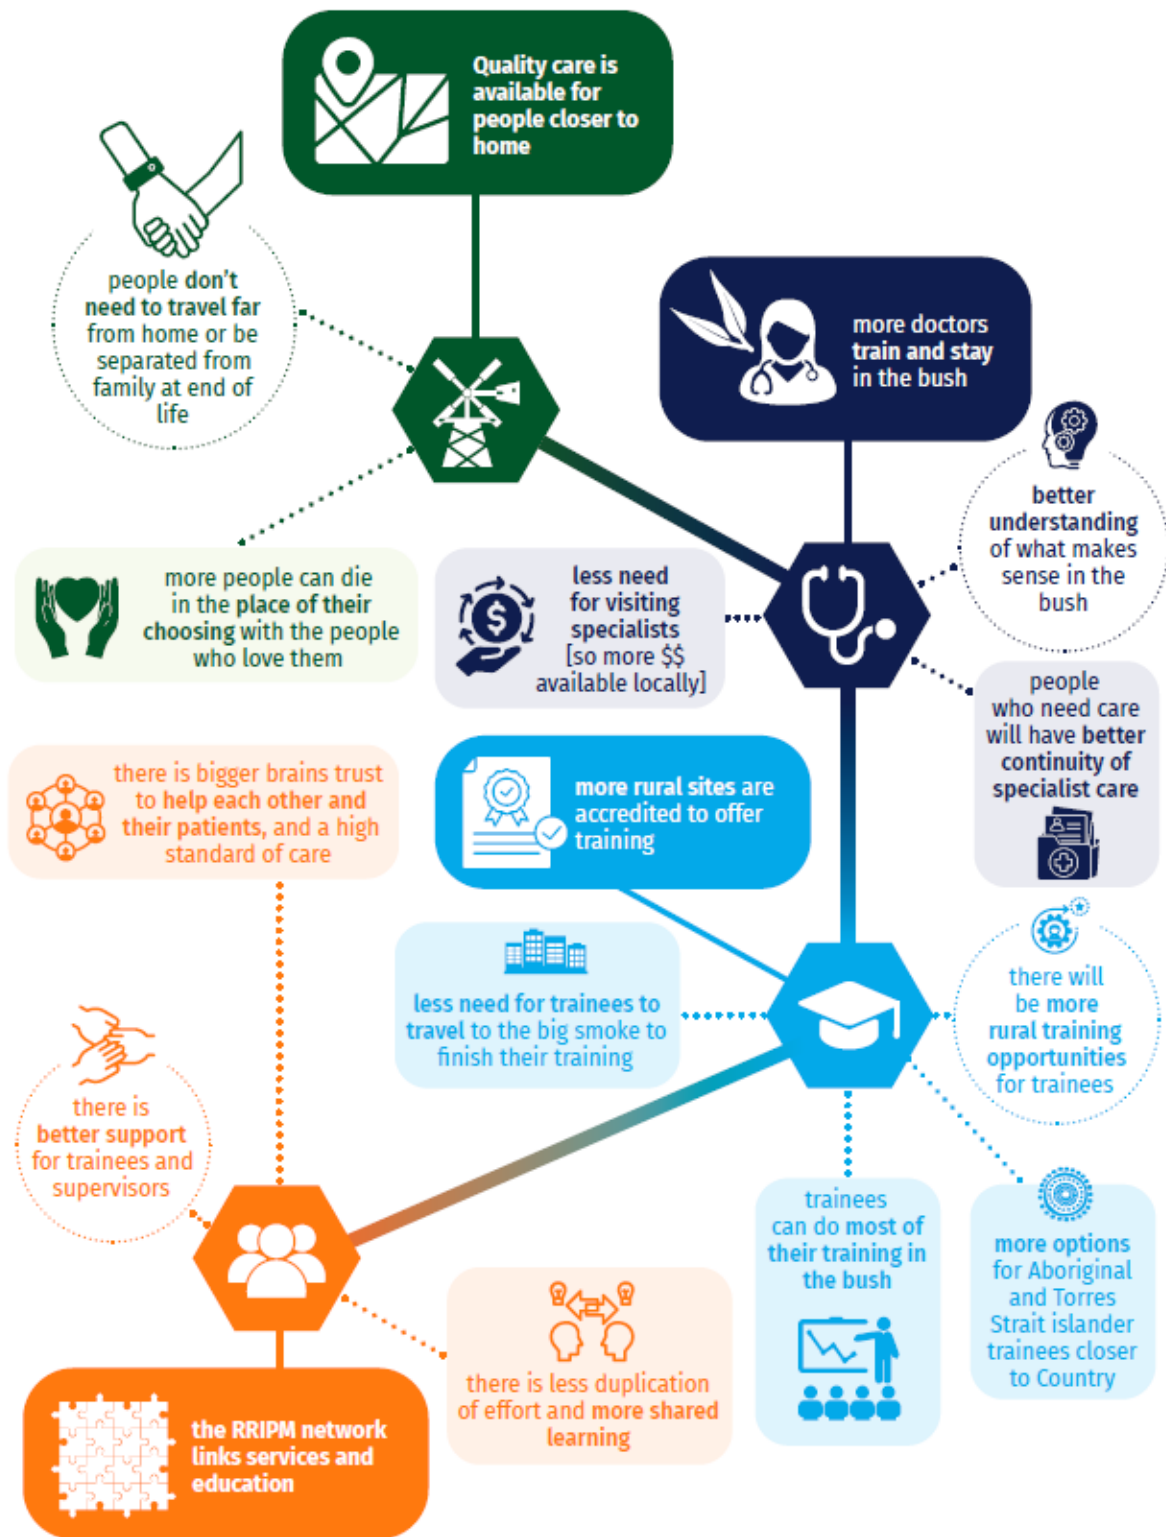 Quality care is
available for
people closer to
home
people don't
need to travel far
from home or be
separated from
family at end of
life
more doctors
train and stay
in the bush
better
understanding
of what makes
sense in the
bush
more people can die
in the place of their
choosing with the people
who love them
less need
for visiting
specialists
[so more $$
available locally]
people
who need care
will have better
continuity of
specialist care
there is bigger brains trust
to help each other and
their patients, and a high
standard of care
more rural sites are
accredited to offer
training
less need for trainees to
travel to the big smoke to
finish their training
there will
be more
rural training
opportunities
for trainees
there is
better support
for trainees and
supervisors
trainees
can do most of
their training in
the bush
more options
for Aboriginal
and Torres
Strait islander
trainees closer
to Country
there is less duplication
of effort and more shared
learning
the RRIPM network
links services and
education